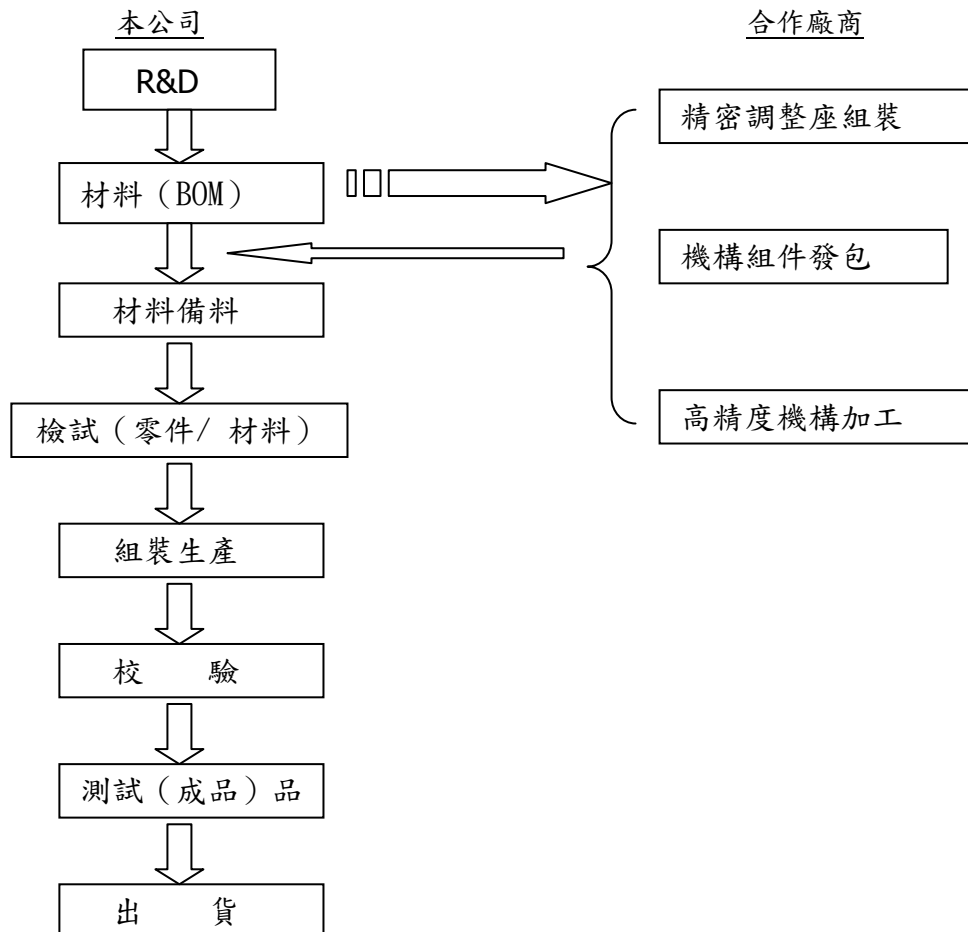 本公司
合作廠商
R&D
精密調整座組裝
材料（BOM）
機構組件發包
材料備料
高精度機構加工
檢試（零件/ 材料）
組裝生產
校 驗
測試（成品）品
出 貨